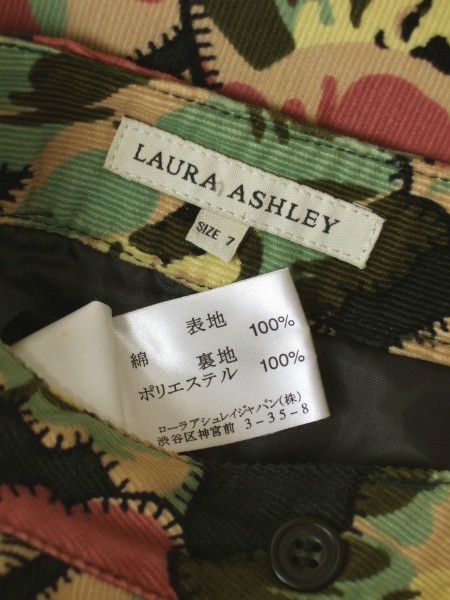 LAURA ASHLEY
SIZE 7
表地
綿 100%
裏地
ポリエステル 100%
ローラアシュレイジャパン(株)
渋谷区神宮前 3-35-8